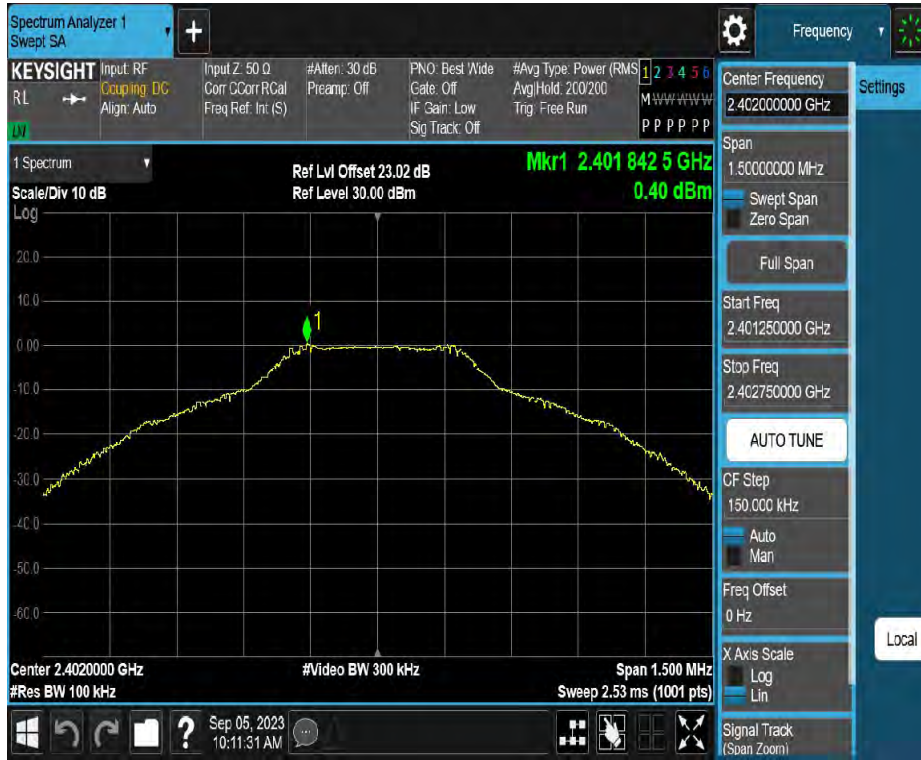 Spectrum Analyzer 1
Swept SA
+
Frequency
KEYSIGHT
RL
Input: RF
Coupling: DC
Align: Auto
Input Z: 50 Ω
Corr CCorr RCal
Freq Ref: Int (S)
#Atten: 30 dB
Preamp: Off
PNO: Best Wide
Gate: Off
IF Gain: Low
Sig Track: Off
#Avg Type: Power (RMS
Avg|Hold: 200/200
Trig: Free Run
1 2 3 4 5 6
M W W W W W
P P P P P P
1 Spectrum
Scale/Div 10 dB
Log
Ref Lvl Offset 23.02 dB
Ref Level 30.00 dBm
Mkr1 2.401 842 5 GHz
0.40 dBm
20.0
10.0
0.00
-10.0
-20.0
-30.0
-40.0
-50.0
-60.0
1
Center 2.4020000 GHz
#Res BW 100 kHz
#Video BW 300 kHz
Span 1.500 MHz
Sweep 2.53 ms (1001 pts)
?
Sep 05, 2023
10:11:31 AM
Center Frequency
2.402000000 GHz
Span
1.50000000 MHz
Swept Span
Zero Span
Full Span
Start Freq
2.401250000 GHz
Stop Freq
2.402750000 GHz
AUTO TUNE
CF Step
150.000 kHz
Auto
Man
Freq Offset
0 Hz
X Axis Scale
Log
Lin
Signal Track
(Span Zoom)
Settings
Local